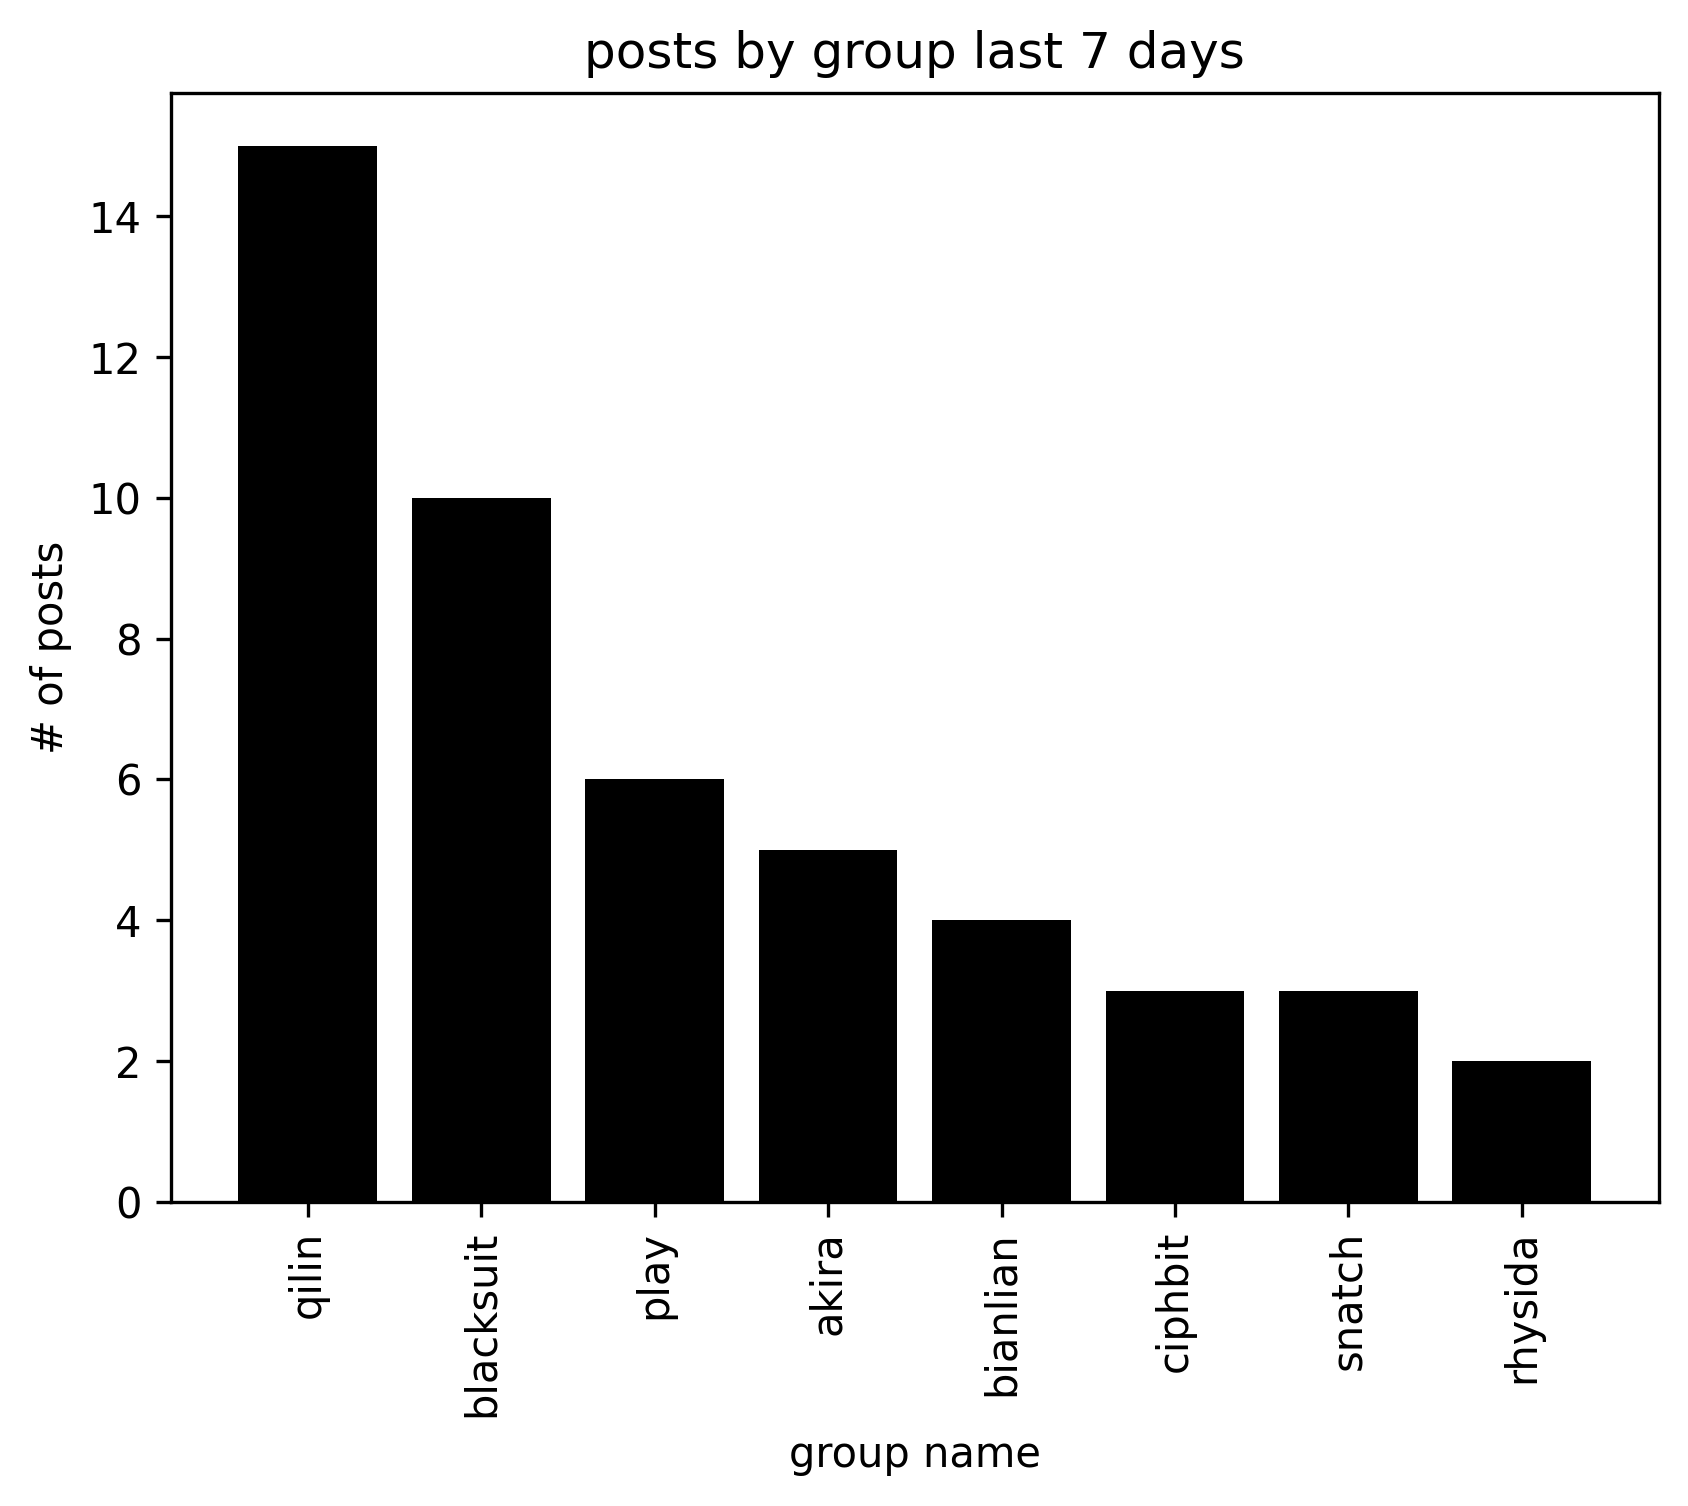 posts by group last 7 days
# of posts
14
12
10
8
6
4
2
0
qilin
blacksuit
play
akira
bianlian
ciphbit
snatch
rhysida
group name